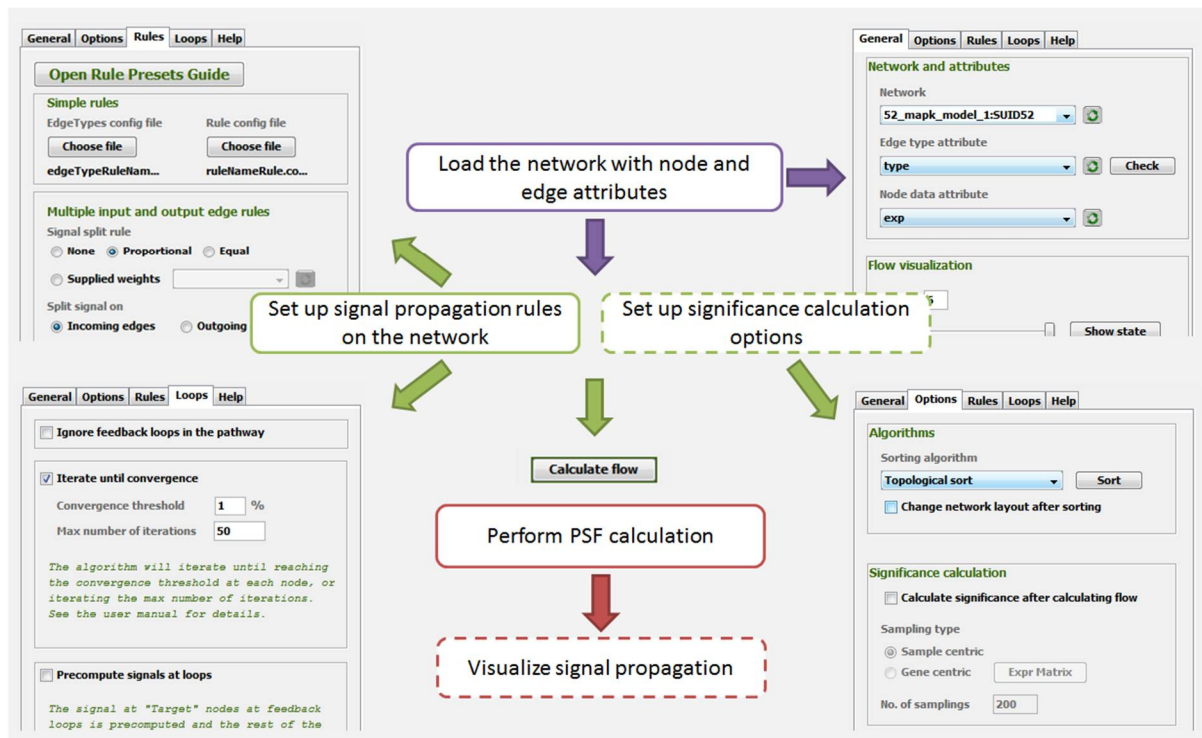 General Options Rules Loops Help
Open Rule Presets Guide
Simple rules
EdgeTypes config file Rule config file
Choose file Choose file
edgeTypeRuleNam... ruleNameRule.co...
Multiple input and output edge rules
Signal split rule
None Proportional Equal
Supplied weights
Split signal on
Incoming edges Outgoing
General Options Rules Loops Help
Network and attributes
Network
52_mapk_model_1:SUID52
Edge type attribute
type Check
Node data attribute
exp
Flow visualization
Show state
Load the network with node and
edge attributes
Set up signal propagation rules
on the network
Set up significance calculation
options
Calculate flow
Perform PSF calculation
Visualize signal propagation
General Options Rules Loops Help
Ignore feedback loops in the pathway
Iterate until convergence
Convergence threshold 1 %
Max number of iterations 50
The algorithm will iterate until reaching
the convergence threshold at each node, or
iterating the max number of iterations.
See the user manual for details.
Precompute signals at loops
The signal at "Target" nodes at feedback
loops is precomputed and the rest of the
General Options Rules Loops Help
Algorithms
Sorting algorithm
Topological sort Sort
Change network layout after sorting
Significance calculation
Calculate significance after calculating flow
Sampling type
Sample centric
Gene centric Expr Matrix
No. of samplings 200